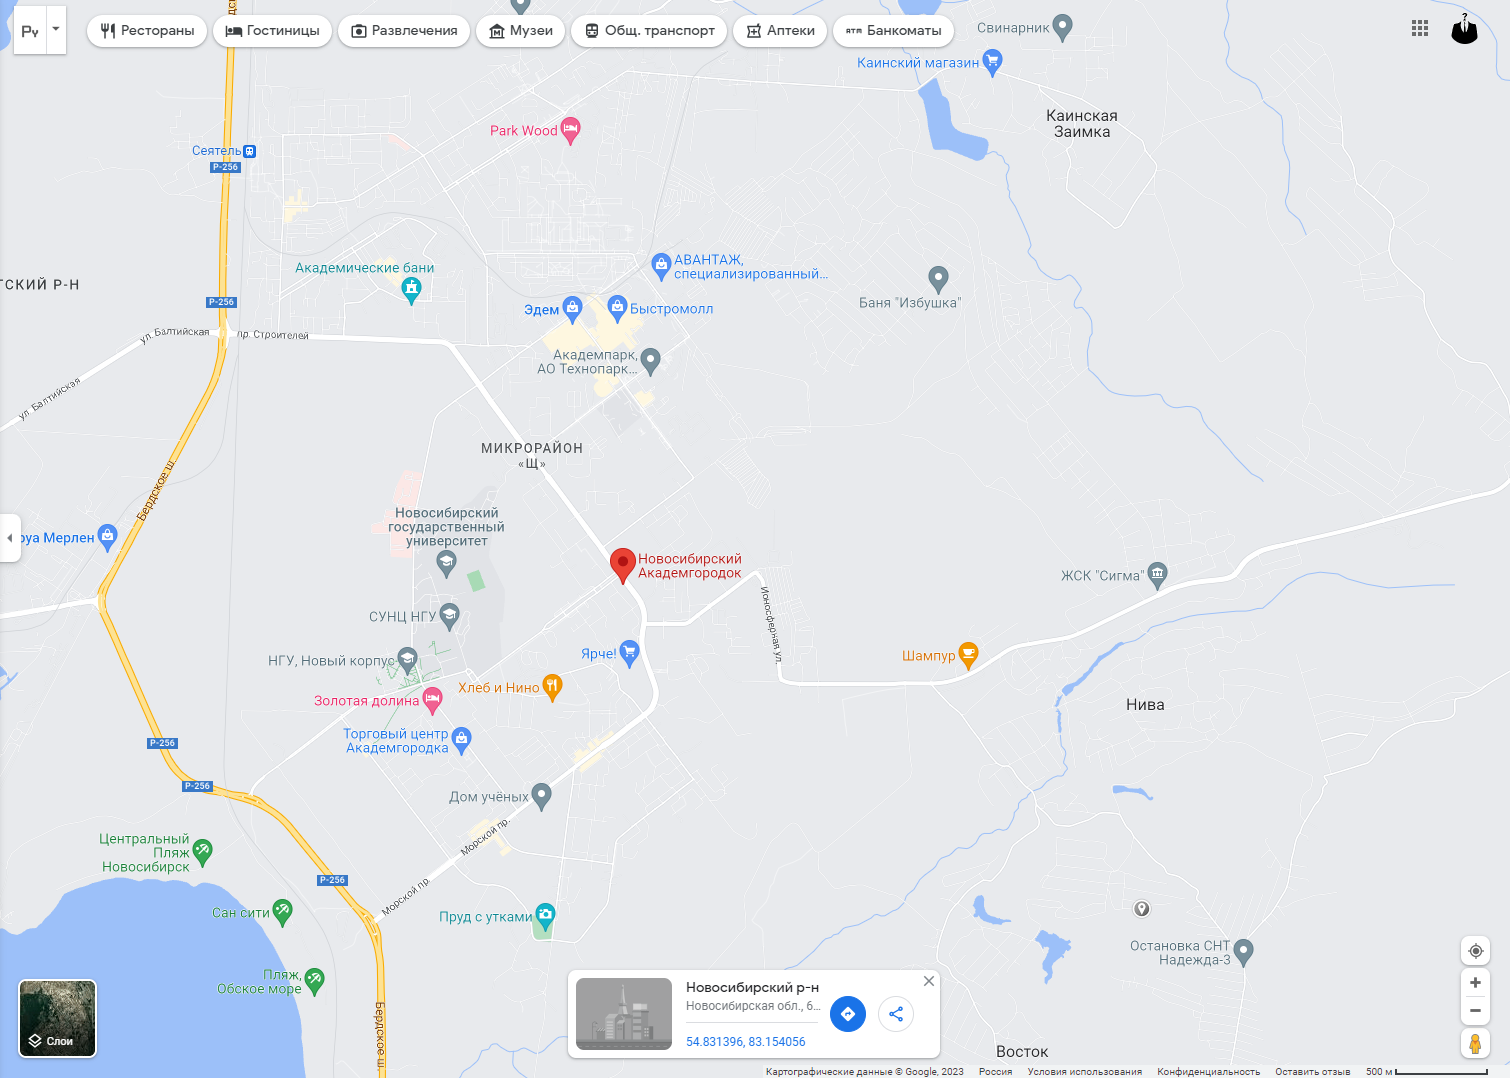 Ру
Рестораны
Гостиницы
Развлечения
Музеи
Общ. транспорт
Аптеки
ATM Банкоматы
Свинарник
Каинский магазин
Каинская
Заимка
Park Wood
Сеятель
P-256
Академические бани
АВАНТАЖ,
специализированный...
ТСКИЙ Р-Н
P-256
Баня "Избушка"
Эдем
Быстромолл
ул. Балтийская
пр. Строителей
Академпарк,
АО Технопарк...
ул. Балтийская
МИКРОРАЙОН
«Щ»
Бердское ш.
Новосибирский
государственный
университет
руа Мерлен
Новосибирский
Академгородок
ЖСК "Сигма"
СУНЦ НГУ
Ионосферная ул.
Ярче!
Шампур
НГУ, Новый корпус
Хлеб и Нино
Золотая долина
Нива
Торговый центр
Академгородка
P-256
P-256
Дом учёных
Морской пр.
Центральный
Пляж
Новосибирск
P-256
Морской пр.
Сан сити
Пруд с утками
Остановка СНТ
Надежда-3
Пляж,
Обское море
Бердское ш.
Слои
Новосибирский р-н
Новосибирская обл., 6...
54.831396, 83.154056
Восток
Картографические данные © Google, 2023
Россия
Условия использования
Конфиденциальность
Оставить отзыв
500 м